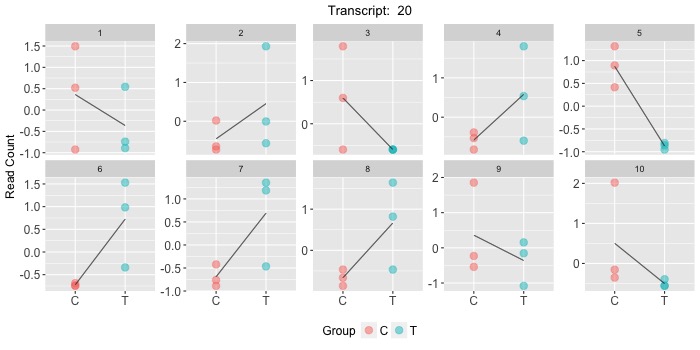 Transcript: 20
1 2 3 4 5
1.5 1.0 0.5 0.0 -0.5 -1.0
2 1 0
1 0
1 0
1.0 0.5 0.0 -0.5 -1.0
Read Count
6 7 8 9 10
1.5 1.0 0.5 0.0 -0.5
1.0 0.5 0.0 -0.5 -1.0
1 0
2 1 0 -1
2 1 0
C T C T C T C T C T
Group C T